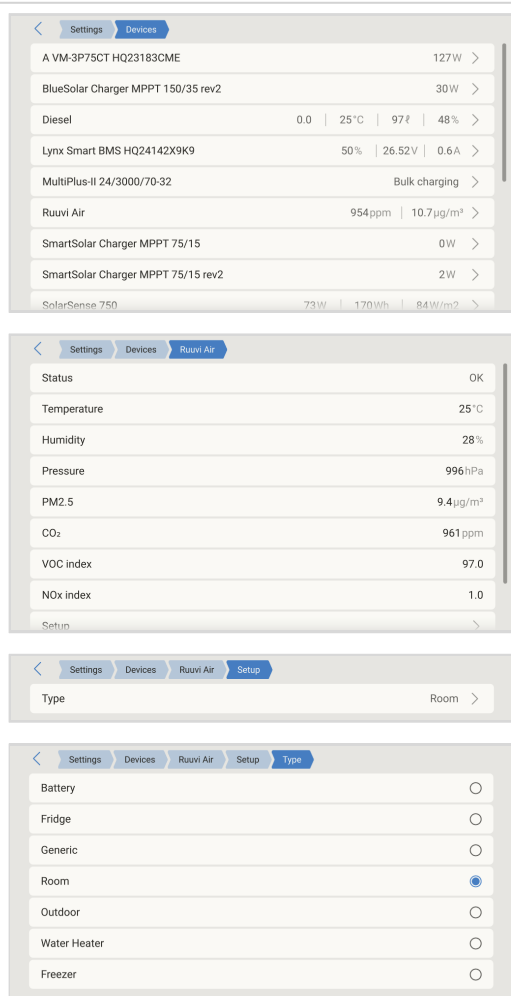 Settings Devices
A VM-3P75CT HQ23183CME 127W
BlueSolar Charger MPPT 150/35 rev2 30W
Diesel 0.0 25°C 97ℓ 48%
Lynx Smart BMS HQ24142X9K9 50% 26.52V 0.6A
MultiPlus-II 24/3000/70-32 Bulk charging
Ruuvi Air 954ppm 10.7µg/m³
SmartSolar Charger MPPT 75/15 0W
SmartSolar Charger MPPT 75/15 rev2 2W
SolarSense 750 73W 170Wh 84W/m2
Settings Devices Ruuvi Air
Status OK
Temperature 25°C
Humidity 28%
Pressure 996hPa
PM2.5 9.4µg/m³
CO₂ 961ppm
VOC index 97.0
NOx index 1.0
Setup
Settings Devices Ruuvi Air Setup
Type Room
Settings Devices Ruuvi Air Setup Type
Battery
Fridge
Generic
Room
Outdoor
Water Heater
Freezer